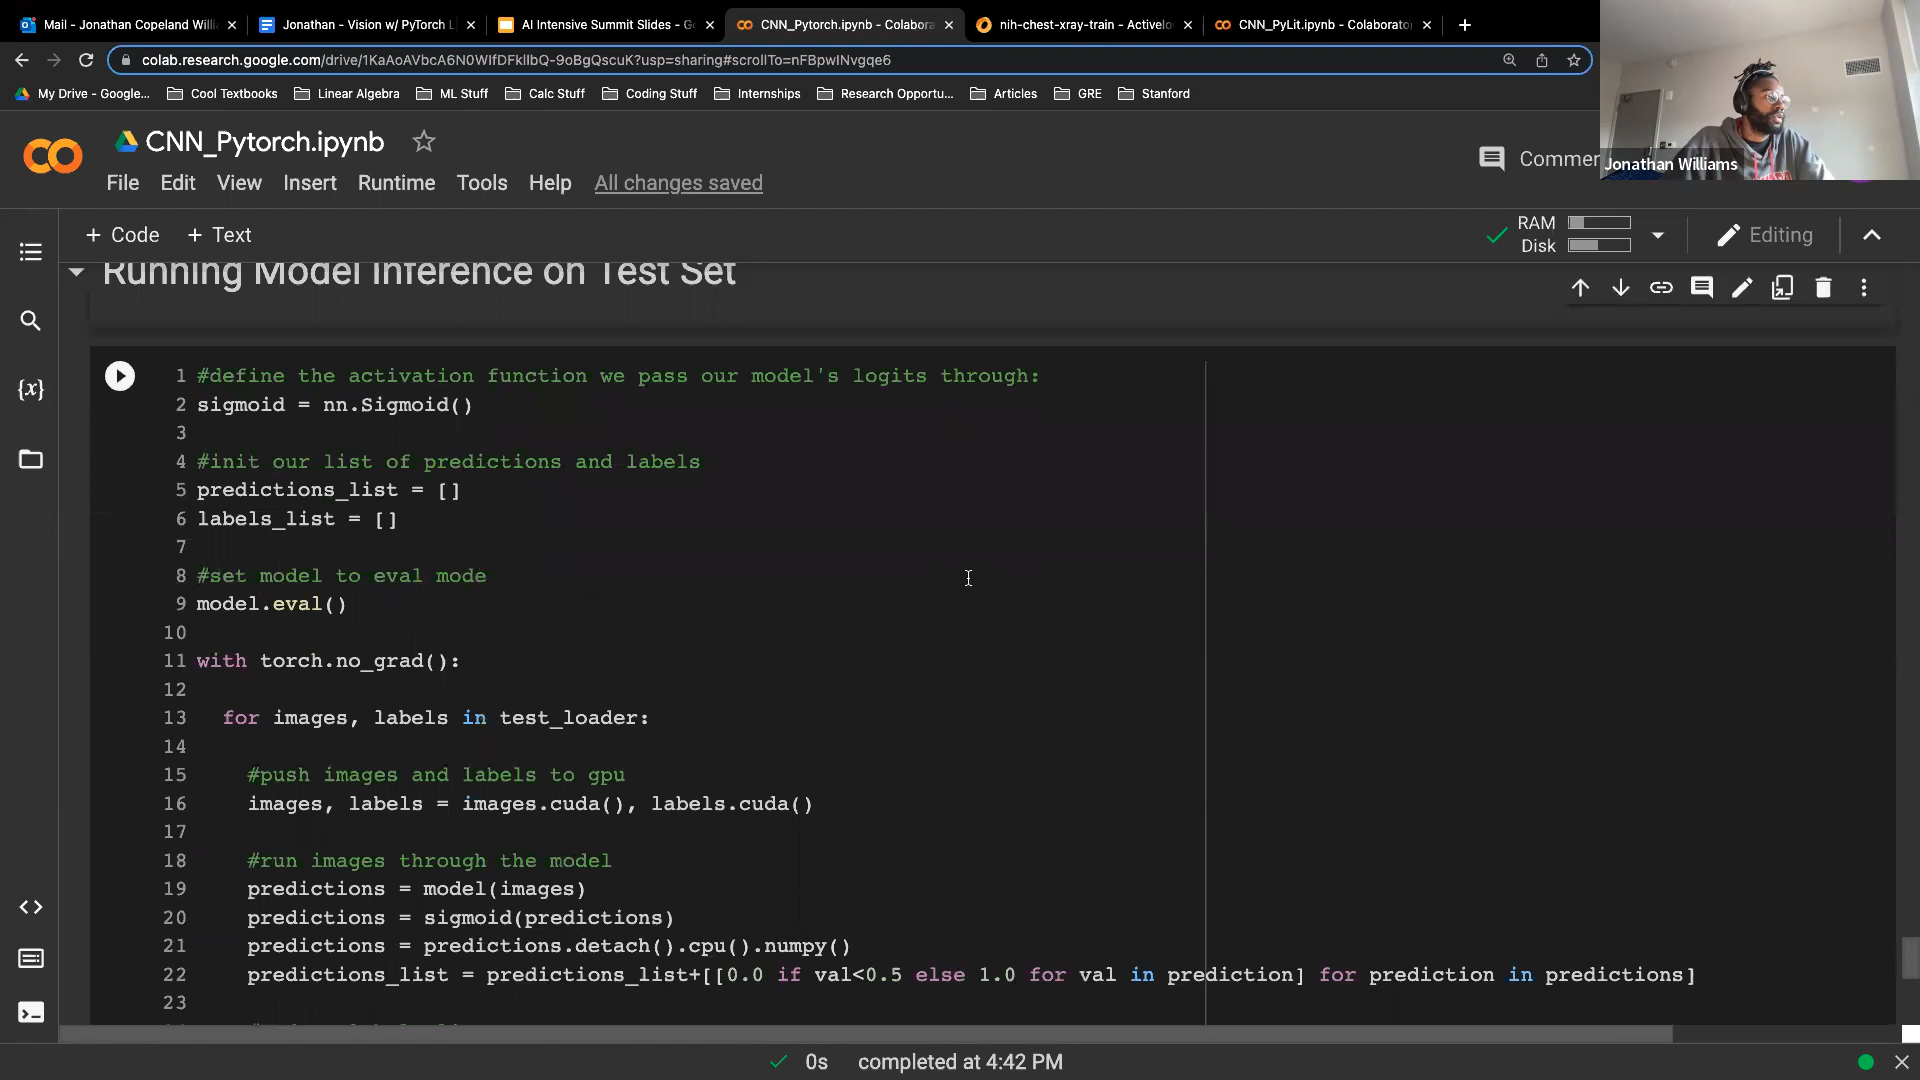 Mail - Jonathan Copeland Willi
Jonathan - Vision w/ PyTorch L
AI Intensive Summit Slides - Go
CNN_Pytorch.ipynb - Colabora
nih-chest-xray-train - Activelo
CNN_PyLit.ipynb - Colaborato
colab.research.google.com/drive/1KaAoAVbcA6N0WIfDFklIbQ-9oBgQscuK?usp=sharing#scrollTo=nFBpwINvgqe6
My Drive - Google...
Cool Textbooks
Linear Algebra
ML Stuff
Calc Stuff
Coding Stuff
Internships
Research Opportu...
Articles
GRE
Stanford
CNN_Pytorch.ipynb
Commer
Jonathan Williams
File Edit View Insert Runtime Tools Help All changes saved
+ Code + Text
RAM
Disk
Editing
Running Model Inference on Test Set
1 #define the activation function we pass our model's logits through:
2 sigmoid = nn.Sigmoid()
3
4 #init our list of predictions and labels
5 predictions_list = []
6 labels_list = []
7
8 #set model to eval mode
9 model.eval()
10
11 with torch.no_grad():
12
13 for images, labels in test_loader:
14
15 #push images and labels to gpu
16 images, labels = images.cuda(), labels.cuda()
17
18 #run images through the model
19 predictions = model(images)
20 predictions = sigmoid(predictions)
21 predictions = predictions.detach().cpu().numpy()
22 predictions_list = predictions_list+[[0.0 if val<0.5 else 1.0 for val in prediction] for prediction in predictions]
23
0s completed at 4:42 PM